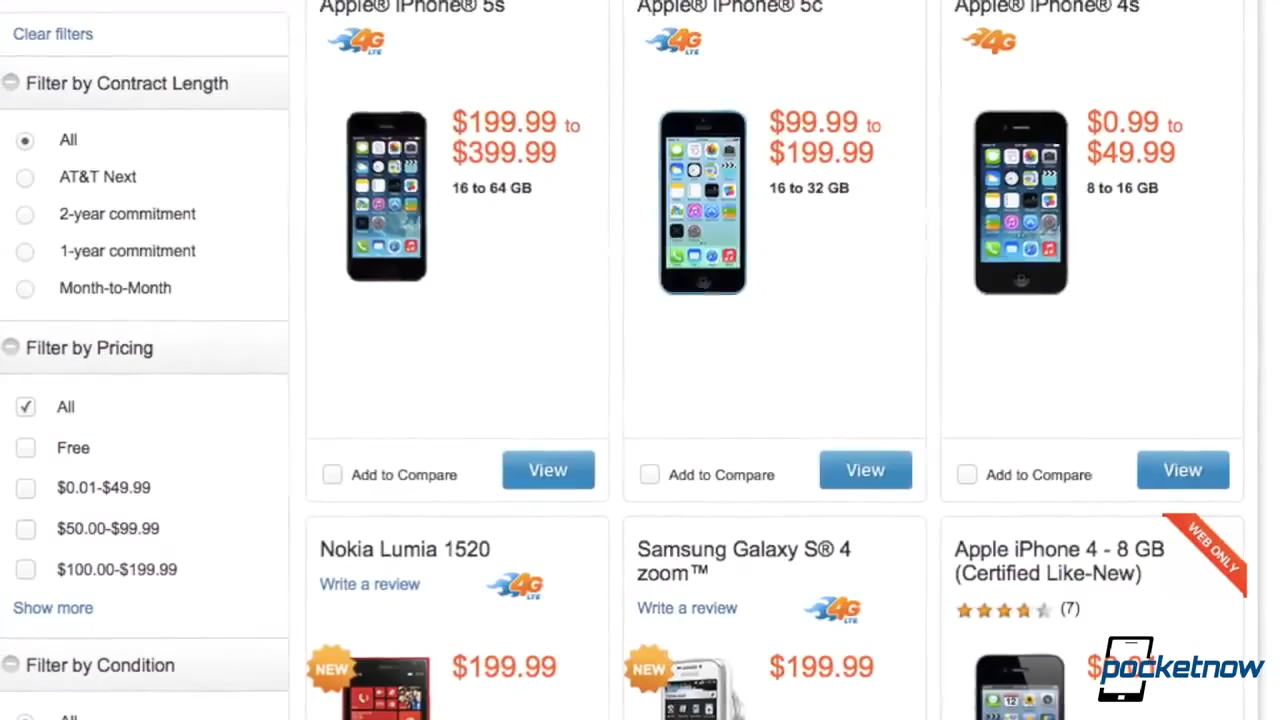 Apple® iPhone® 5s
Apple® iPhone® 5c
Apple® iPhone® 4s
Clear filters
4G
LTE
4G
LTE
4G
Filter by Contract Length
All
AT&T Next
2-year commitment
1-year commitment
Month-to-Month
$199.99 to
$399.99
16 to 64 GB
$99.99 to
$199.99
16 to 32 GB
$0.99 to
$49.99
8 to 16 GB
Filter by Pricing
All
Free
$0.01-$49.99
$50.00-$99.99
$100.00-$199.99
Show more
Add to Compare
View
Add to Compare
View
Add to Compare
View
Nokia Lumia 1520
Write a review
4G
LTE
NEW
$199.99
Samsung Galaxy S® 4
zoom™
Write a review
4G
LTE
NEW
$199.99
WEB ONLY
Apple iPhone 4 - 8 GB
(Certified Like-New)
(7)
Filter by Condition
All
pocketnow